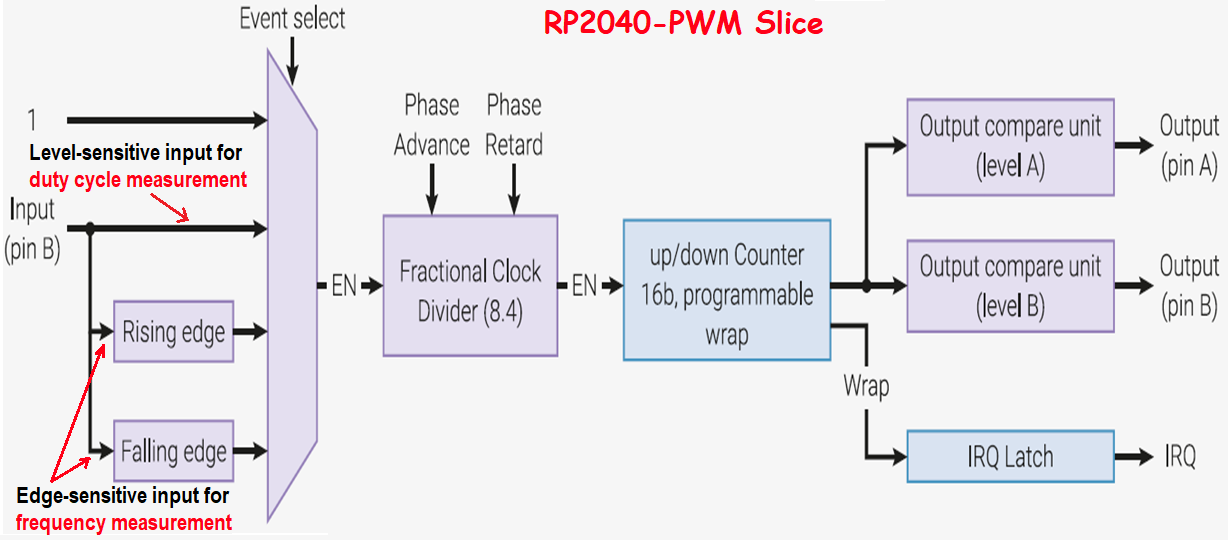 RP2040-PWM Slice
Event select
1
Level-sensitive input for
duty cycle measurement
Input
(pin B)
Rising edge
Falling edge
Edge-sensitive input for
frequency measurement
EN
Phase
Advance
Phase
Retard
Fractional Clock
Divider (8.4)
EN
up/down Counter
16b, programmable
wrap
Wrap
Output compare unit
(level A)
Output
(pin A)
Output compare unit
(level B)
Output
(pin B)
IRQ Latch
IRQ